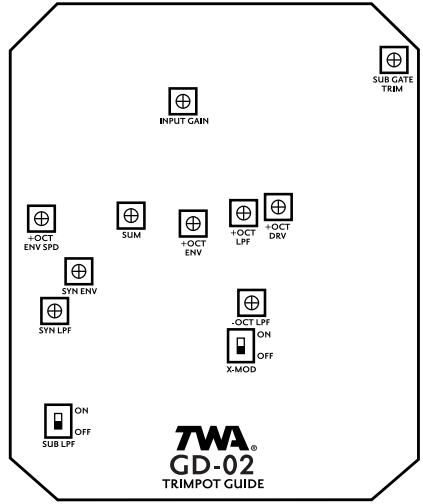 SUB GATE
TRIM
INPUT GAIN
+OCT
ENV SPD
SUM
+OCT
ENV
+OCT
LPF
+OCT
DRV
SYN ENV
SYN LPF
-OCT LPF
ON
OFF
X-MOD
ON
OFF
SUB LPF
TWA®
GD-02
TRIMPOT GUIDE